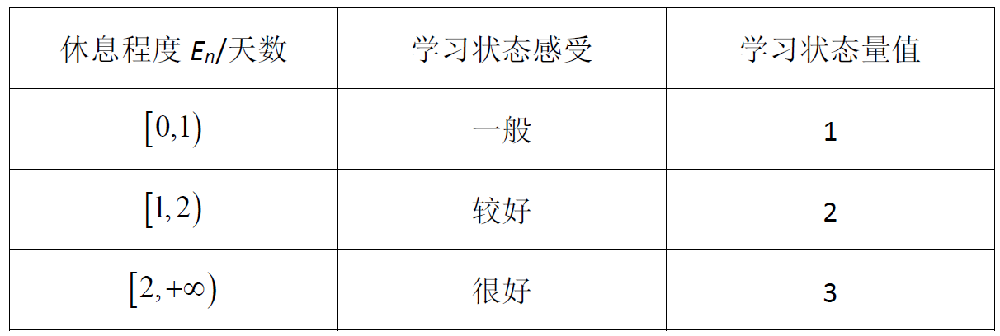 休息程度 En/天数 学习状态感受 学习状态量值
[0,1) 一般 1
[1,2) 较好 2
[2,+∞) 很好 3